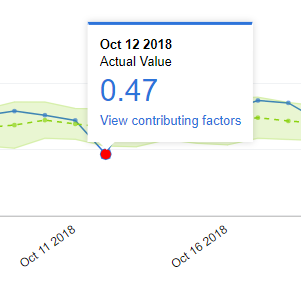 Oct 12 2018
Actual Value
0.47
View contributing factors
Oct 11 2018
Oct 16 2018